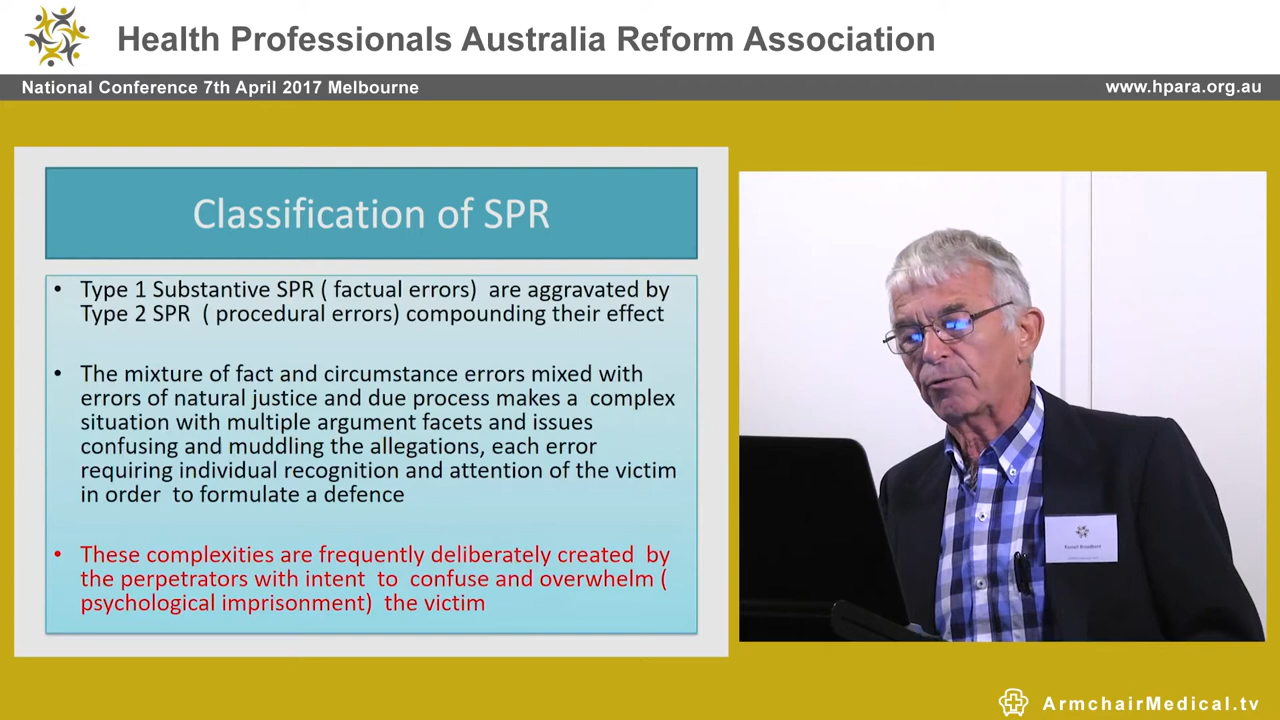 Health Professionals Australia Reform Association
National Conference 7th April 2017 Melbourne
www.hpara.org.au
Classification of SPR
• Type 1 Substantive SPR ( factual errors)  are aggravated by
Type 2 SPR  ( procedural errors) compounding their effect
• The mixture of fact and circumstance errors mixed with
errors of natural justice and due process makes a  complex
situation with multiple argument facets and issues
confusing and muddling the allegations, each error
requiring individual recognition and attention of the victim
in order  to formulate a defence
• These complexities are frequently deliberately created  by
the perpetrators with intent  to  confuse and overwhelm (
psychological imprisonment)  the victim
Russell Broadbent
ArmchairMedical.tv